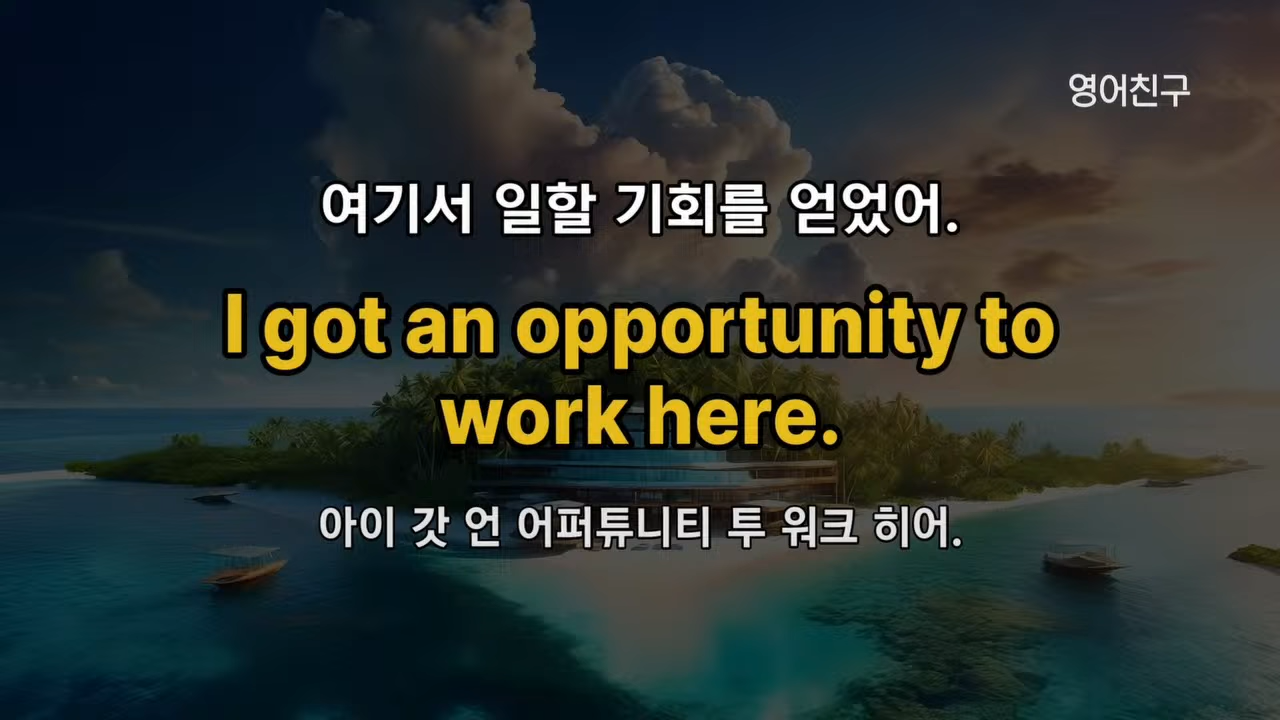 영어친구
여기서 일할 기회를 얻었어.
I got an opportunity to
work here.
아이 갓 언 어퍼튜니티 투 워크 히어.